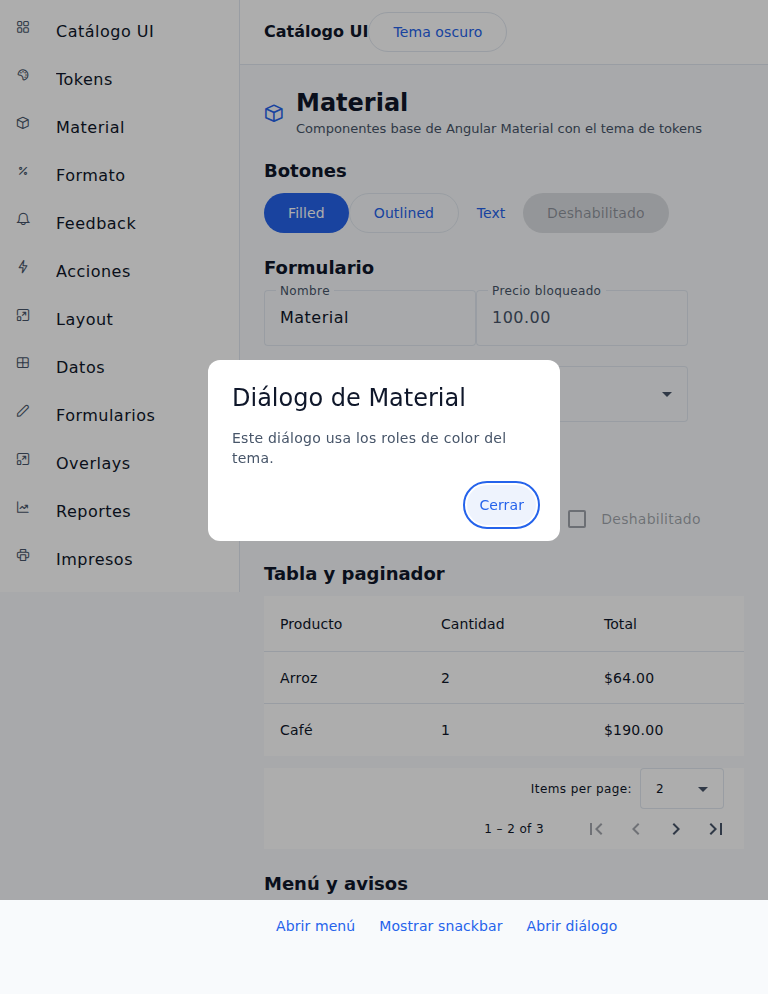 Catálogo UI
Tokens
Material
Formato
Feedback
Acciones
Layout
Datos
Formularios
Overlays
Reportes
Impresos
Catálogo UI Tema oscuro
Material
Componentes base de Angular Material con el tema de tokens
Botones
Filled Outlined Text Deshabilitado
Formulario
Nombre Precio bloqueado
Material 100.00
Diálogo de Material
Este diálogo usa los roles de color del
tema.
Cerrar
Deshabilitado
Tabla y paginador
Producto Cantidad Total
Arroz 2 $64.00
Café 1 $190.00
Items per page: 2
1 – 2 of 3
Menú y avisos
Abrir menú Mostrar snackbar Abrir diálogo